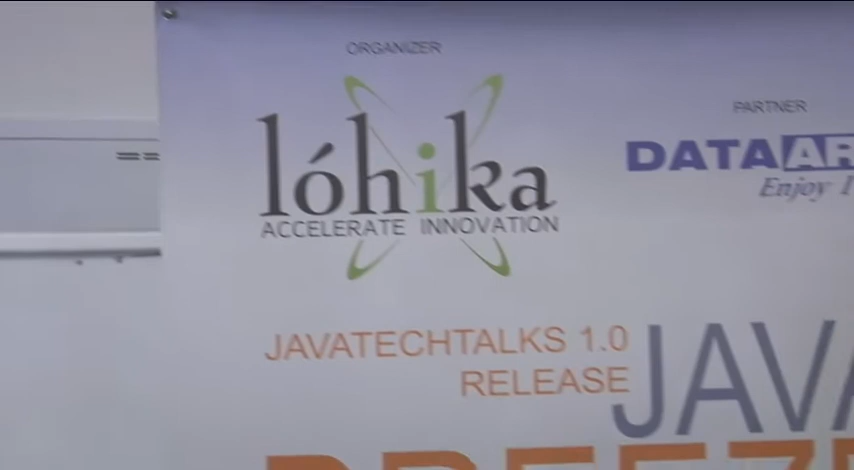 ORGANIZER
lóhika
ACCELERATE INNOVATION
PARTNER
DATAAR
Enjoy I
JAVATECHTALKS 1.0
RELEASE
JAVA